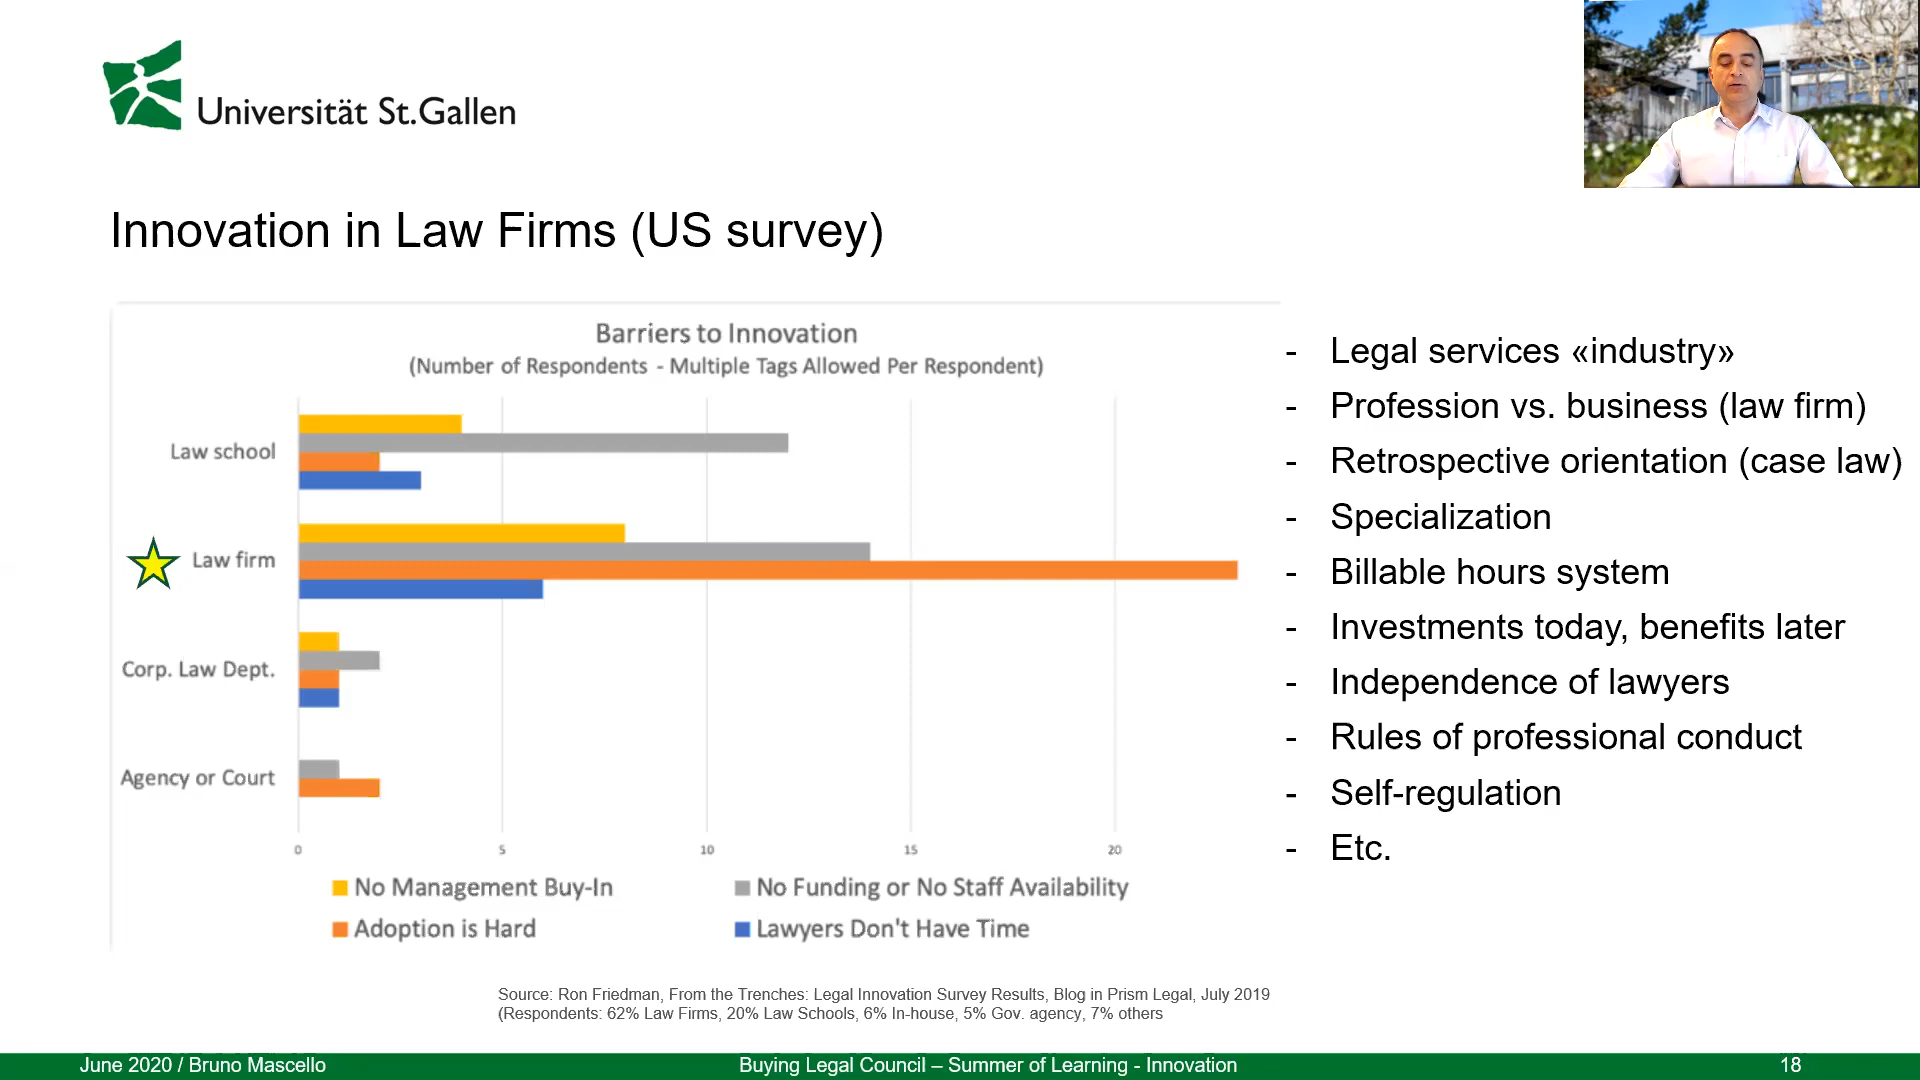 Universität St.Gallen
Innovation in Law Firms (US survey)
Barriers to Innovation
(Number of Respondents - Multiple Tags Allowed Per Respondent)
Law school
Law firm
Corp. Law Dept.
Agency or Court
0 5 10 15 20
No Management Buy-In
No Funding or No Staff Availability
Adoption is Hard
Lawyers Don't Have Time
- Legal services «industry»
- Profession vs. business (law firm)
- Retrospective orientation (case law)
- Specialization
- Billable hours system
- Investments today, benefits later
- Independence of lawyers
- Rules of professional conduct
- Self-regulation
- Etc.
Source: Ron Friedman, From the Trenches: Legal Innovation Survey Results, Blog in Prism Legal, July 2019
(Respondents: 62% Law Firms, 20% Law Schools, 6% In-house, 5% Gov. agency, 7% others
June 2020 / Bruno Mascello
Buying Legal Council – Summer of Learning - Innovation
18